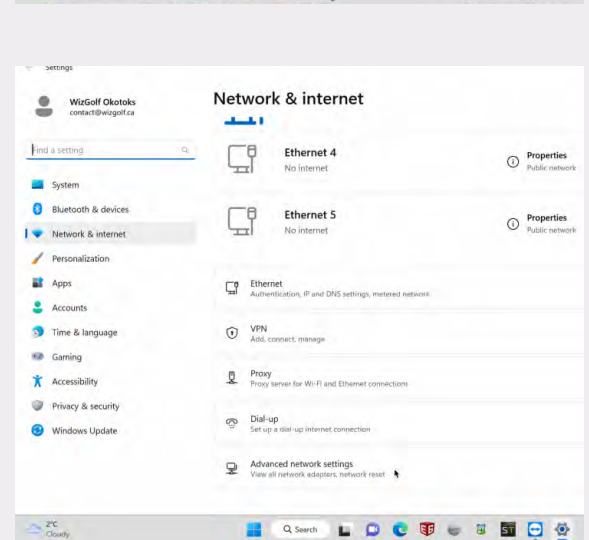 Settings
WizGolf Okotoks
contact@wizgolf.ca
Find a setting
System
Bluetooth & devices
Network & internet
Personalization
Apps
Accounts
Time & language
Gaming
Accessibility
Privacy & security
Windows Update
Network & internet
Ethernet 4
No internet
Properties
Public network
Ethernet 5
No internet
Properties
Public network
Ethernet
Authentication, IP and DNS settings, metered network
VPN
Add, connect, manage
Proxy
Proxy server for Wi-Fi and Ethernet connections
Dial-up
Set up a dial-up internet connection
Advanced network settings
View all network adapters, network reset
2°C
Cloudy
Search
ST